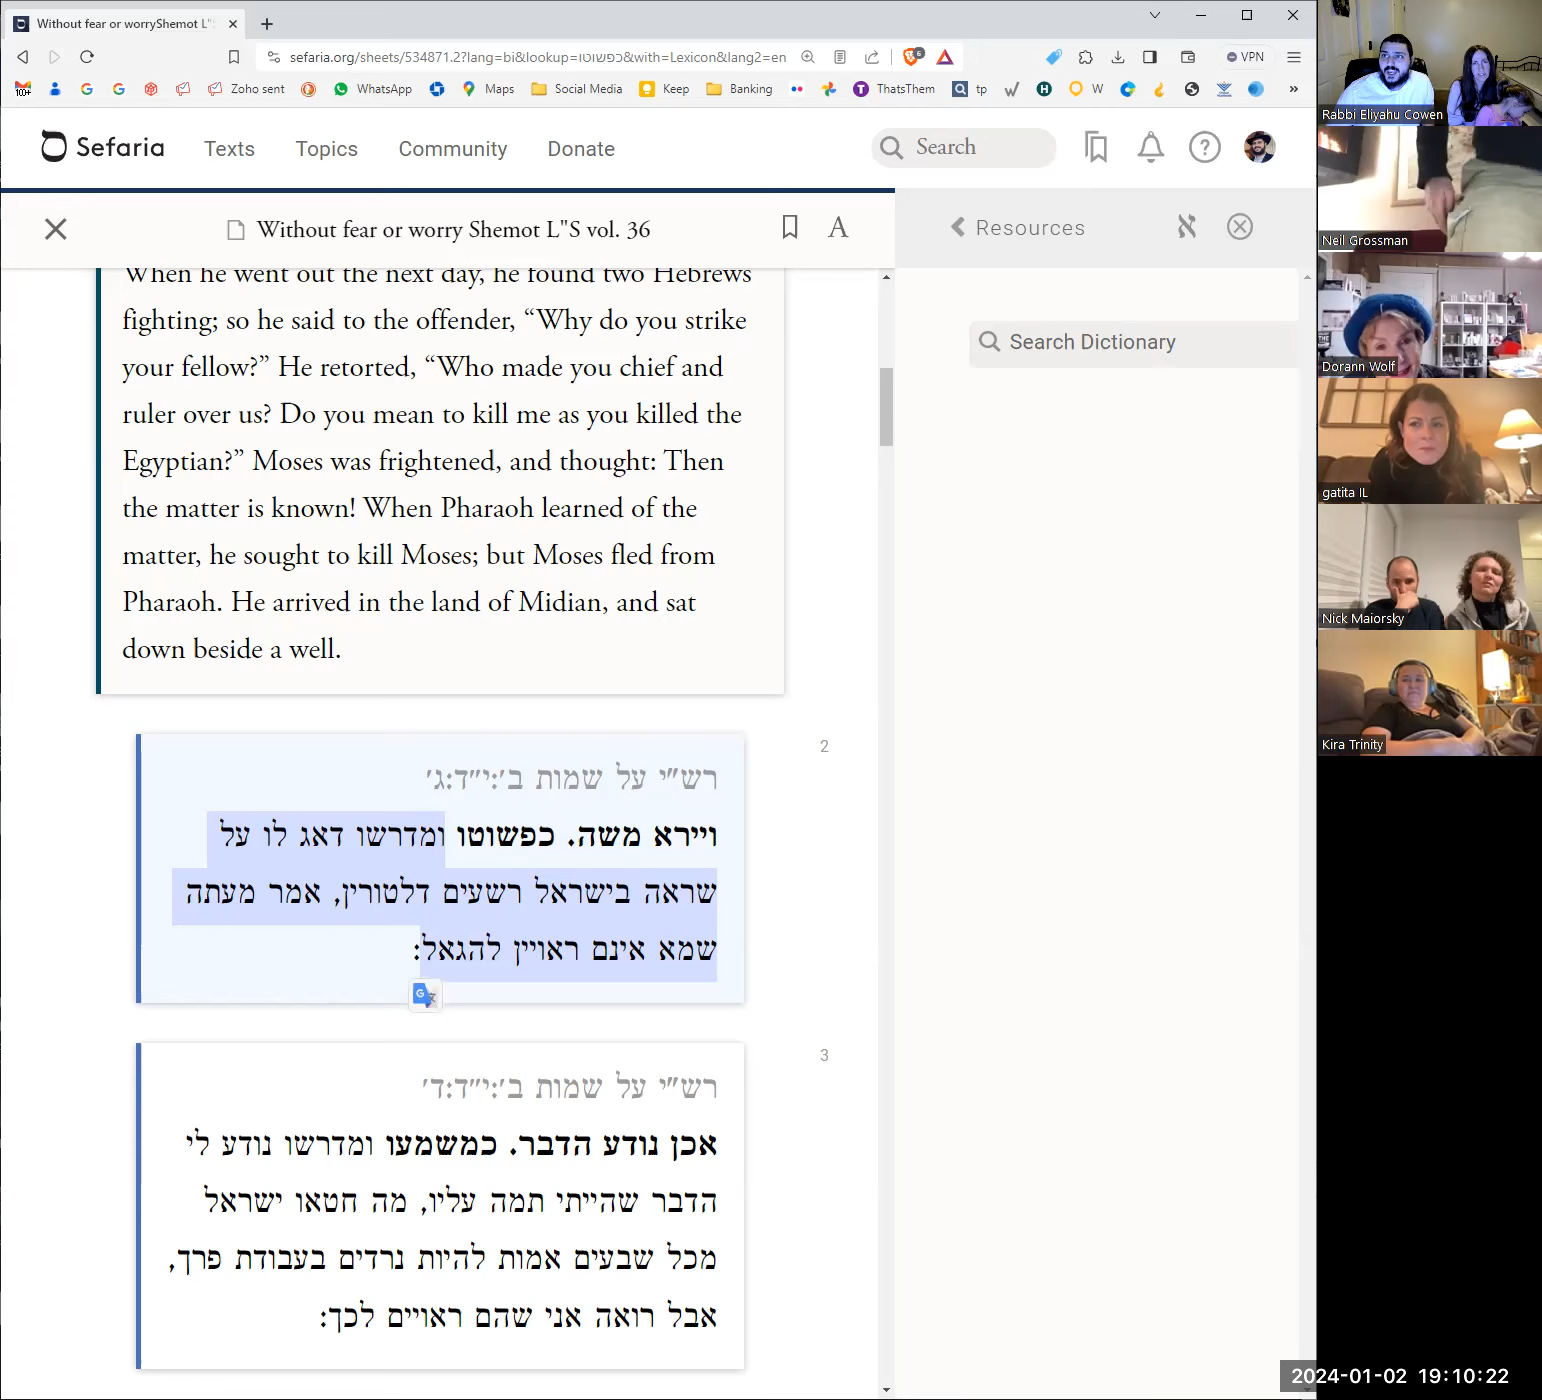 Without fear or worryShemot L"
sefaria.org/sheets/534871.2?lang=bi&lookup=כפשוטו&with=Lexicon&lang2=en
6
VPN
100+
Zoho sent
WhatsApp
Maps
Social Media
Keep
Banking
ThatsThem
tp
W
Sefaria
Texts
Topics
Community
Donate
Search
Without fear or worry Shemot L"S vol. 36
A
Resources
Search Dictionary
When he went out the next day, he found two Hebrews
fighting; so he said to the offender, “Why do you strike
your fellow?” He retorted, “Who made you chief and
ruler over us? Do you mean to kill me as you killed the
Egyptian?” Moses was frightened, and thought: Then
the matter is known! When Pharaoh learned of the
matter, he sought to kill Moses; but Moses fled from
Pharaoh. He arrived in the land of Midian, and sat
down beside a well.
2
רש״י על שמות ב׳:י״ד:ג׳
ויירא משה. כפשוטו ומדרשו דאג לו על
שראה בישראל רשעים דלטורין, אמר מעתה
שמא אינם ראויין להגאל:
3
רש״י על שמות ב׳:י״ד:ד׳
אכן נודע הדבר. כמשמעו ומדרשו נודע לי
הדבר שהייתי תמה עליו, מה חטאו ישראל
מכל שבעים אמות להיות נרדים בעבודת פרך,
אבל רואה אני שהם ראויים לכך:
Rabbi Eliyahu Cowen
Neil Grossman
Dorann Wolf
gatita IL
Nick Maiorsky
Kira Trinity
2024-01-02 19:10:22